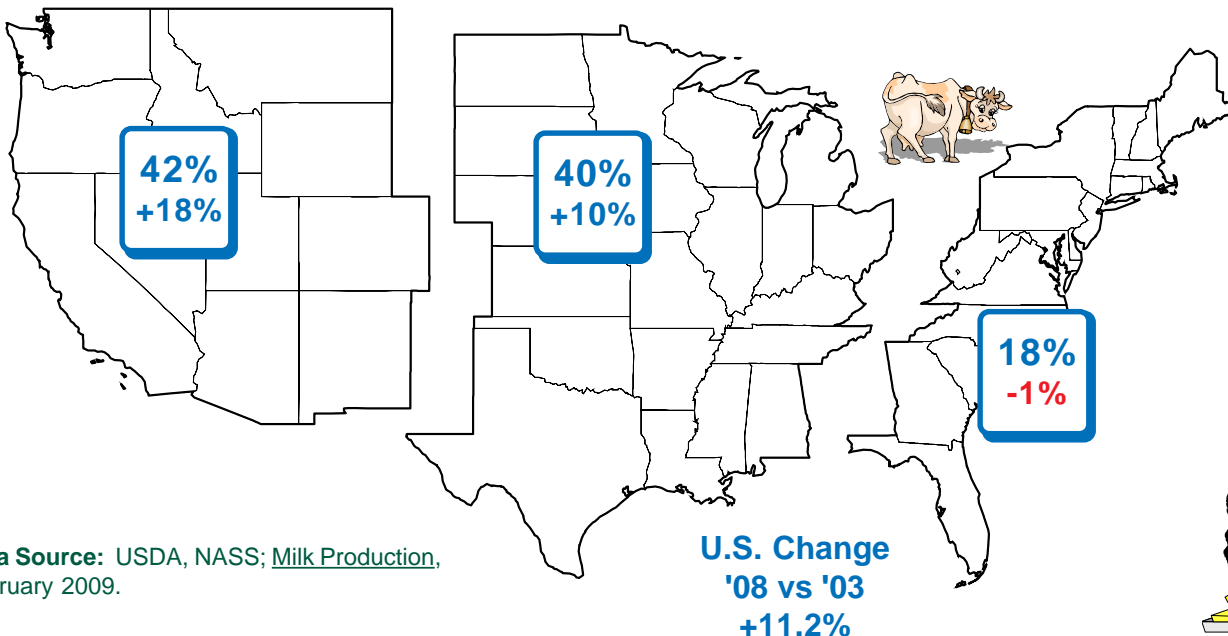 42%
+18%
40%
+10%
18%
-1%
a Source: USDA, NASS; Milk Production,
ruary 2009.
U.S. Change
'08 vs '03
+11.2%